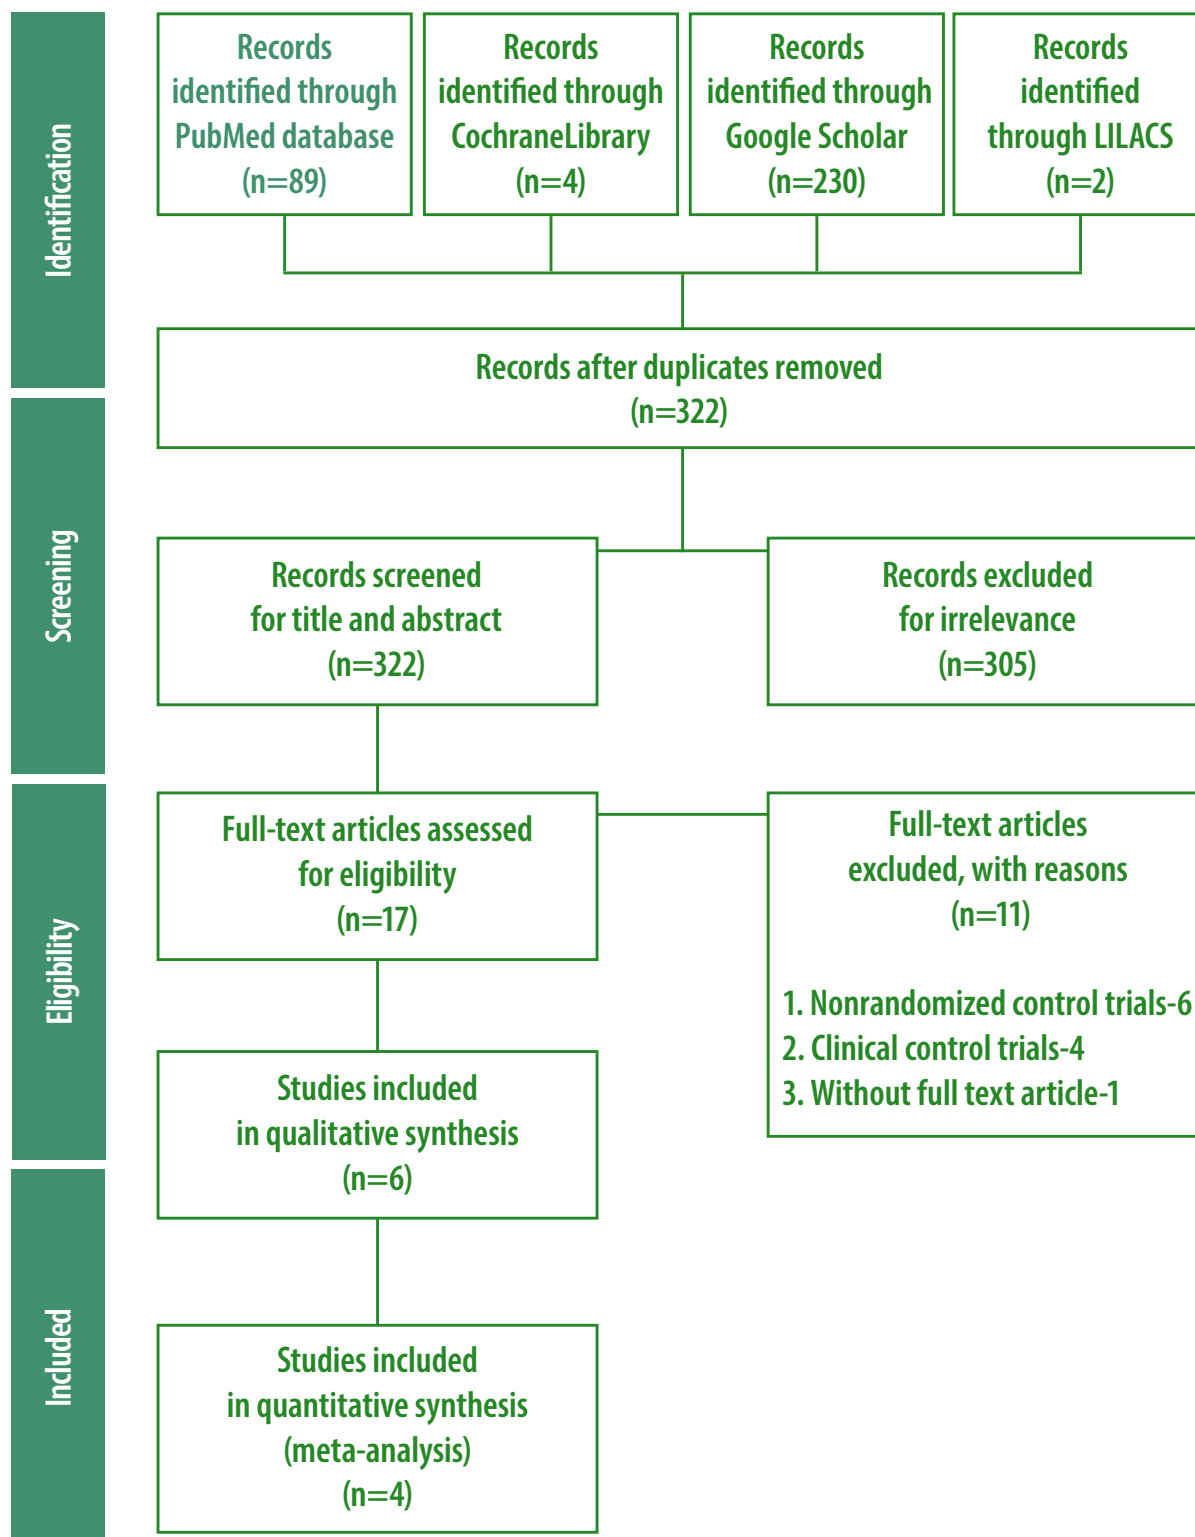 Identification
Records
identified through
PubMed database
(n=89)
Records
identified through
CochraneLibrary
(n=4)
Records
identified through
Google Scholar
(n=230)
Records
identified
through LILACS
(n=2)
Records after duplicates removed
(n=322)
Screening
Records screened
for title and abstract
(n=322)
Records excluded
for irrelevance
(n=305)
Eligibility
Full-text articles assessed
for eligibility
(n=17)
Full-text articles
excluded, with reasons
(n=11)
1. Nonrandomized control trials-6
2. Clinical control trials-4
3. Without full text article-1
Studies included
in qualitative synthesis
(n=6)
Included
Studies included
in quantitative synthesis
(meta-analysis)
(n=4)